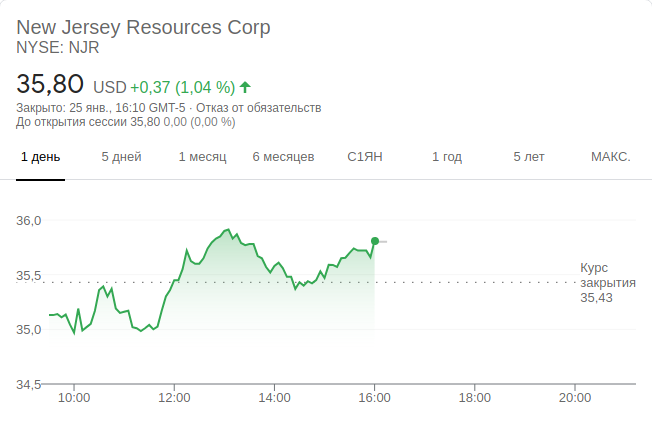 New Jersey Resources Corp
NYSE: NJR
35,80 USD +0,37 (1,04 %)
Закрыто: 25 янв., 16:10 GMT-5 · Отказ от обязательств
До открытия сессии 35,80 0,00 (0,00 %)
1 день 5 дней 1 месяц 6 месяцев С1ЯН 1 год 5 лет МАКС.
36,0
35,5
35,0
34,5
Курс
закрытия
35,43
10:00 12:00 14:00 16:00 18:00 20:00